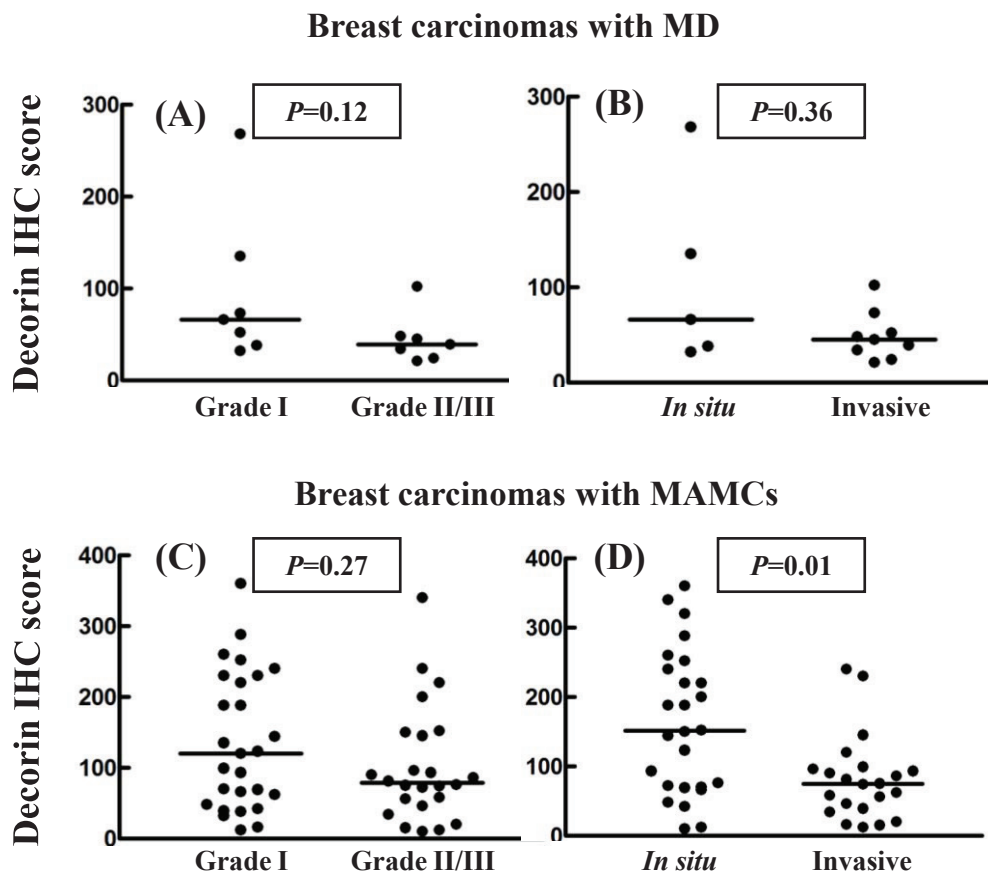 Breast carcinomas with MD
Decorin IHC score
(A)
P=0.12
300
200
100
0
Grade I Grade II/III
(B)
P=0.36
300
200
100
0
In situ Invasive
Breast carcinomas with MAMCs
Decorin IHC score
(C)
P=0.27
400
300
200
100
0
Grade I Grade II/III
(D)
P=0.01
400
300
200
100
0
In situ Invasive